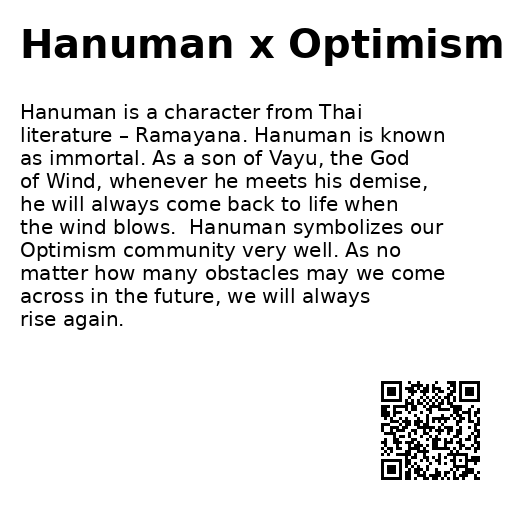 Hanuman x Optimism
Hanuman is a character from Thai
literature – Ramayana. Hanuman is known
as immortal. As a son of Vayu, the God
of Wind, whenever he meets his demise,
he will always come back to life when
the wind blows.  Hanuman symbolizes our
Optimism community very well. As no
matter how many obstacles may we come
across in the future, we will always
rise again.